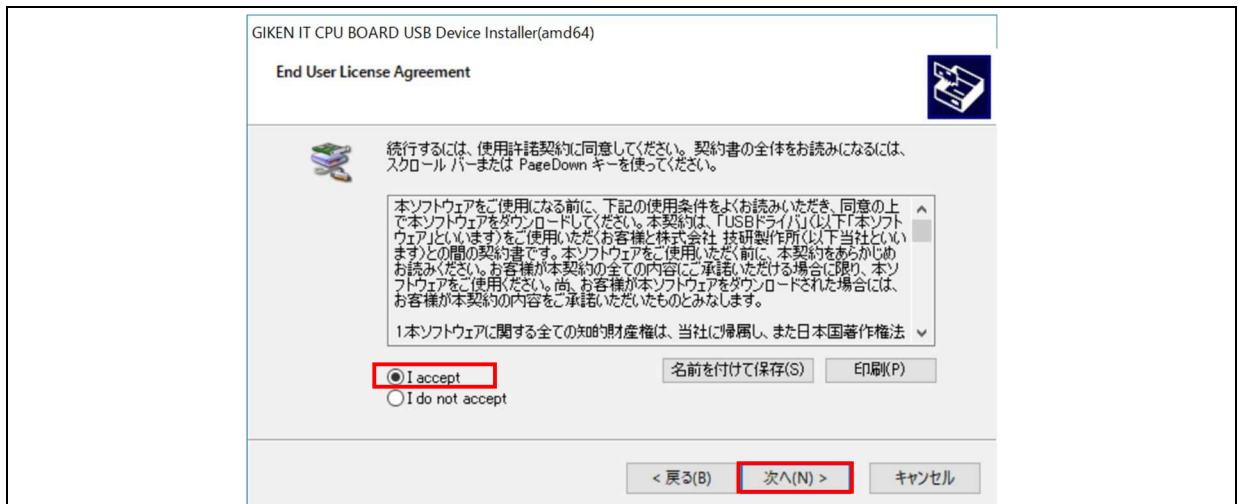 GIKEN IT CPU BOARD USB Device Installer(amd64)
End User License Agreement
続行するには、使用許諾契約に同意してください。契約書の全体をお読みになるには、
スクロール バーまたは PageDown キーを使ってください。
本ソフトウェアをご使用になる前に、下記の使用条件をよくお読みいただき、同意の上
で本ソフトウェアをダウンロードしてください。本契約は、「USBドライバ」(以下「本ソフト
ウェア」といいます)をご使用いただくお客様と株式会社 技研製作所(以下当社といい
ます)との間の契約書です。本ソフトウェアをご使用いただく前に、本契約をあらかじめ
お読みください。お客様が本契約の全ての内容にご承諾いただける場合に限り、本ソ
フトウェアをご使用ください。尚、お客様が本ソフトウェアをダウンロードされた場合には、
お客様が本契約の内容をご承諾いただいたものとみなします。
1本ソフトウェアに関する全ての知的財産権は、当社に帰属し、また日本国著作権法
I accept
名前を付けて保存(S)
印刷(P)
I do not accept
< 戻る(B)
次へ(N) >
キャンセル